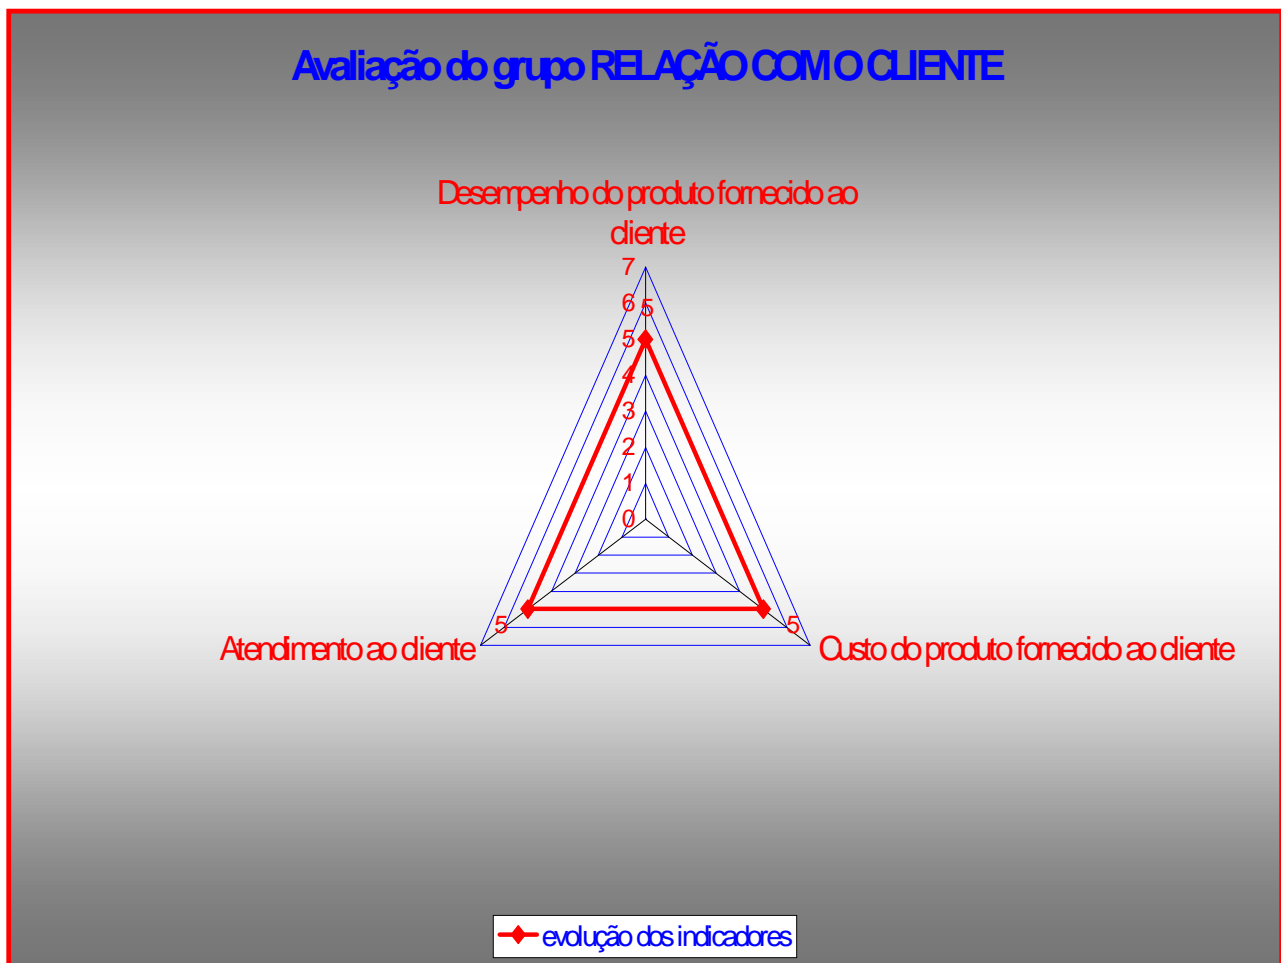 Avaliação do grupo RELAÇÃO COM O CLIENTE
Desempenho do produto fornecido ao
cliente
7
6
5
5
4
3
2
1
0
5
5
Atendimento ao cliente
Custo do produto fornecido ao cliente
evolução dos indicadores